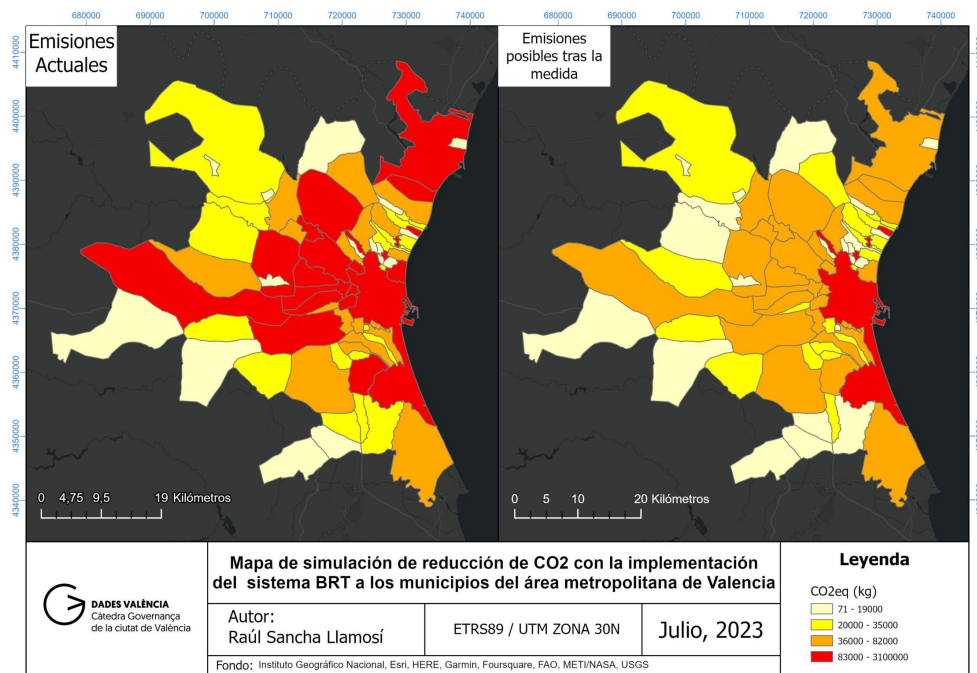 680000 690000 700000 710000 720000 730000 740000
680000 690000 700000 710000 720000 730000 740000
Emisiones
Actuales
Emisiones
posibles tras la
medida
4410000
4400000
4390000
4380000
4370000
4360000
4350000
4340000
0 4,75 9,5 19 Kilómetros
0 5 10 20 Kilómetros
DADES VALÈNCIA
Càtedra Governança
de la ciutat de València
Mapa de simulación de reducción de CO2 con la implementación
del sistema BRT a los municipios del área metropolitana de Valencia
Autor:
Raúl Sancha Llamosí
ETRS89 / UTM ZONA 30N
Julio, 2023
Fondo: Instituto Geográfico Nacional, Esri, HERE, Garmin, Foursquare, FAO, METI/NASA, USGS
Leyenda
CO2eq (kg)
71 - 19000
20000 - 35000
36000 - 82000
83000 - 3100000